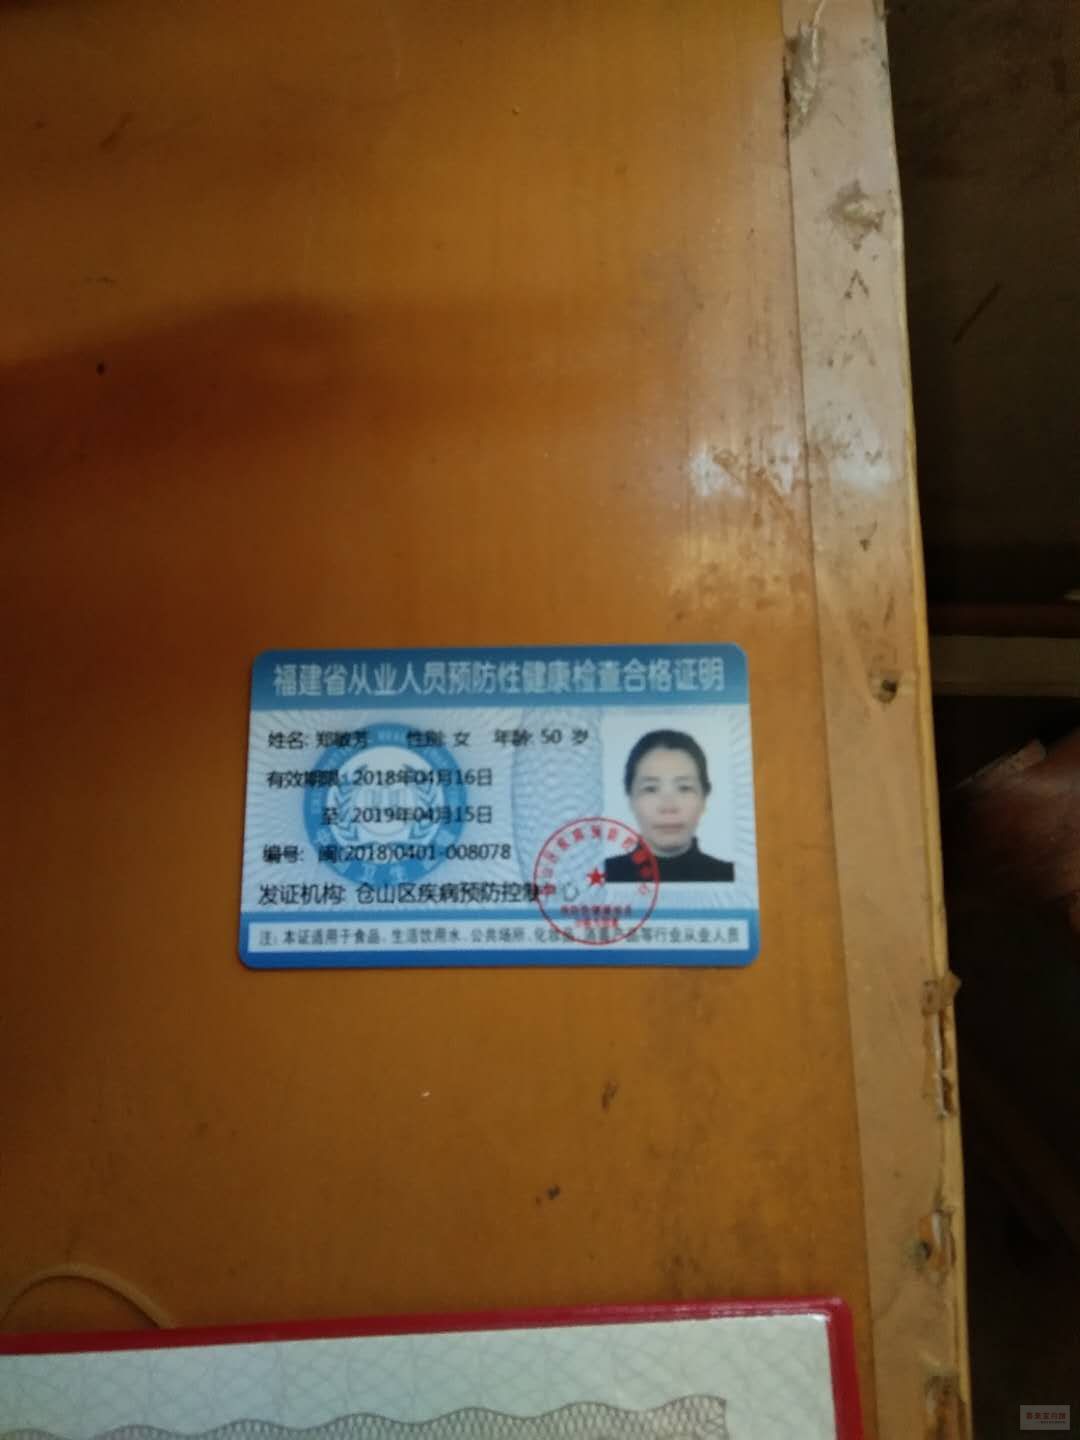 福建省从业人员预防性健康检查合格证明
姓名: 郑敏芳 性别: 女 年龄: 50 岁
有效期限: 2018年04月16日
至: 2019年04月15日
编号: 闽(2018)0401-008078
发证机构: 仓山区疾病预防控制中心
注: 本证适用于食品、生活饮用水、公共场所、化妆品、消毒产品等行业从业人员